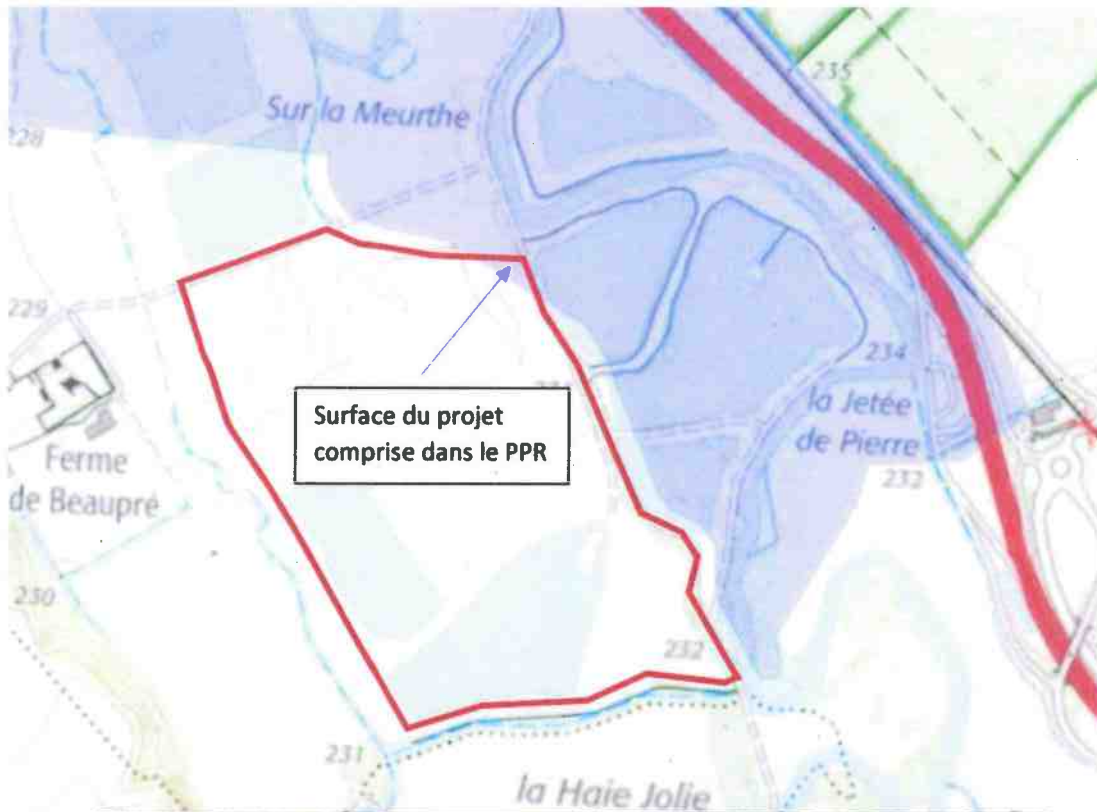 235
Sur la Meurthe
228
229
234
Surface du projet
comprise dans le PPR
la Jetée
de Pierre
232
Ferme
de Beaupré
230
232
231
la Haie Jolie